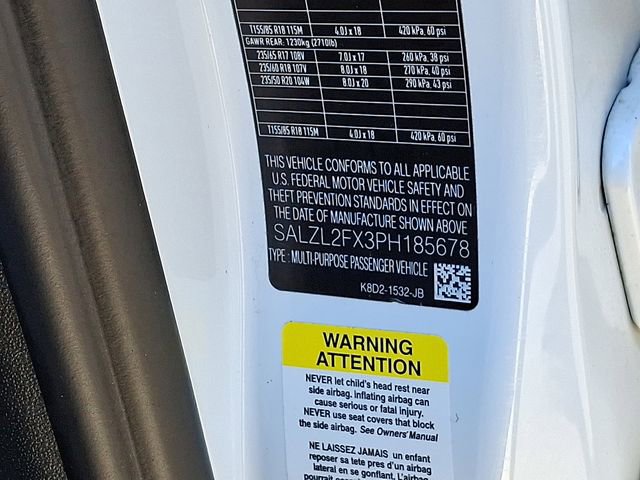 T155/85 R18 115M 4.0J x 18 420 kPa, 60 psi
GAWR REAR. 1230kg (2710lb)
235/65 R17 108V 7.0J x 17 260 kPa, 38 psi
235/60 R18 107V 8.0J x 18 270 kPa, 40 psi
235/50 R20 104W 8.0J x 20 290 kPa, 43 psi
T155/85 R18 115M 4.0J x 18 420 kPa, 60 psi
THIS VEHICLE CONFORMS TO ALL APPLICABLE
U.S. FEDERAL MOTOR VEHICLE SAFETY AND
THEFT PREVENTION STANDARDS IN EFFECT ON
THE DATE OF MANUFACTURE SHOWN ABOVE
SALZL2FX3PH185678
TYPE : MULTI-PURPOSE PASSENGER VEHICLE
K8D2-1532-JB
WARNING
ATTENTION
NEVER let child's head rest near
side airbag. Inflating airbag can
cause serious or fatal injury.
NEVER use seat covers that block
the side airbag. See Owners' Manual
NE LAISSEZ JAMAIS un enfant
reposer sa tete pres d'un airbag
lateral en se gonflant. L'airbag
pourrait